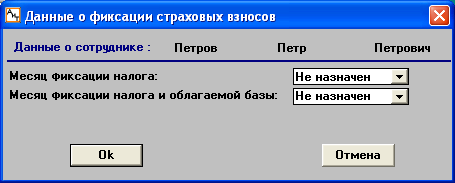 Данные о фиксации страховых взносов
Данные о сотруднике : Петров Петр Петрович
Месяц фиксации налога: Не назначен
Месяц фиксации налога и облагаемой базы: Не назначен
Ok Отмена